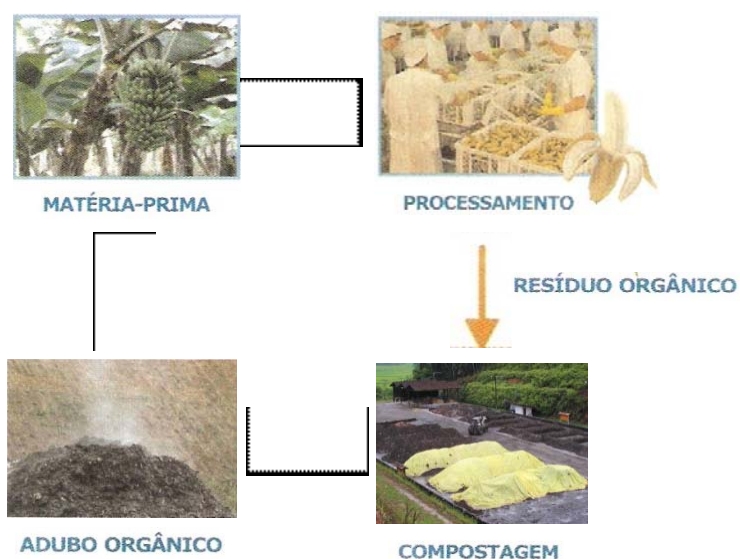 MATÉRIA-PRIMA
PROCESSAMENTO
RESÍDUO ORGÂNICO
ADUBO ORGÂNICO
COMPOSTAGEM